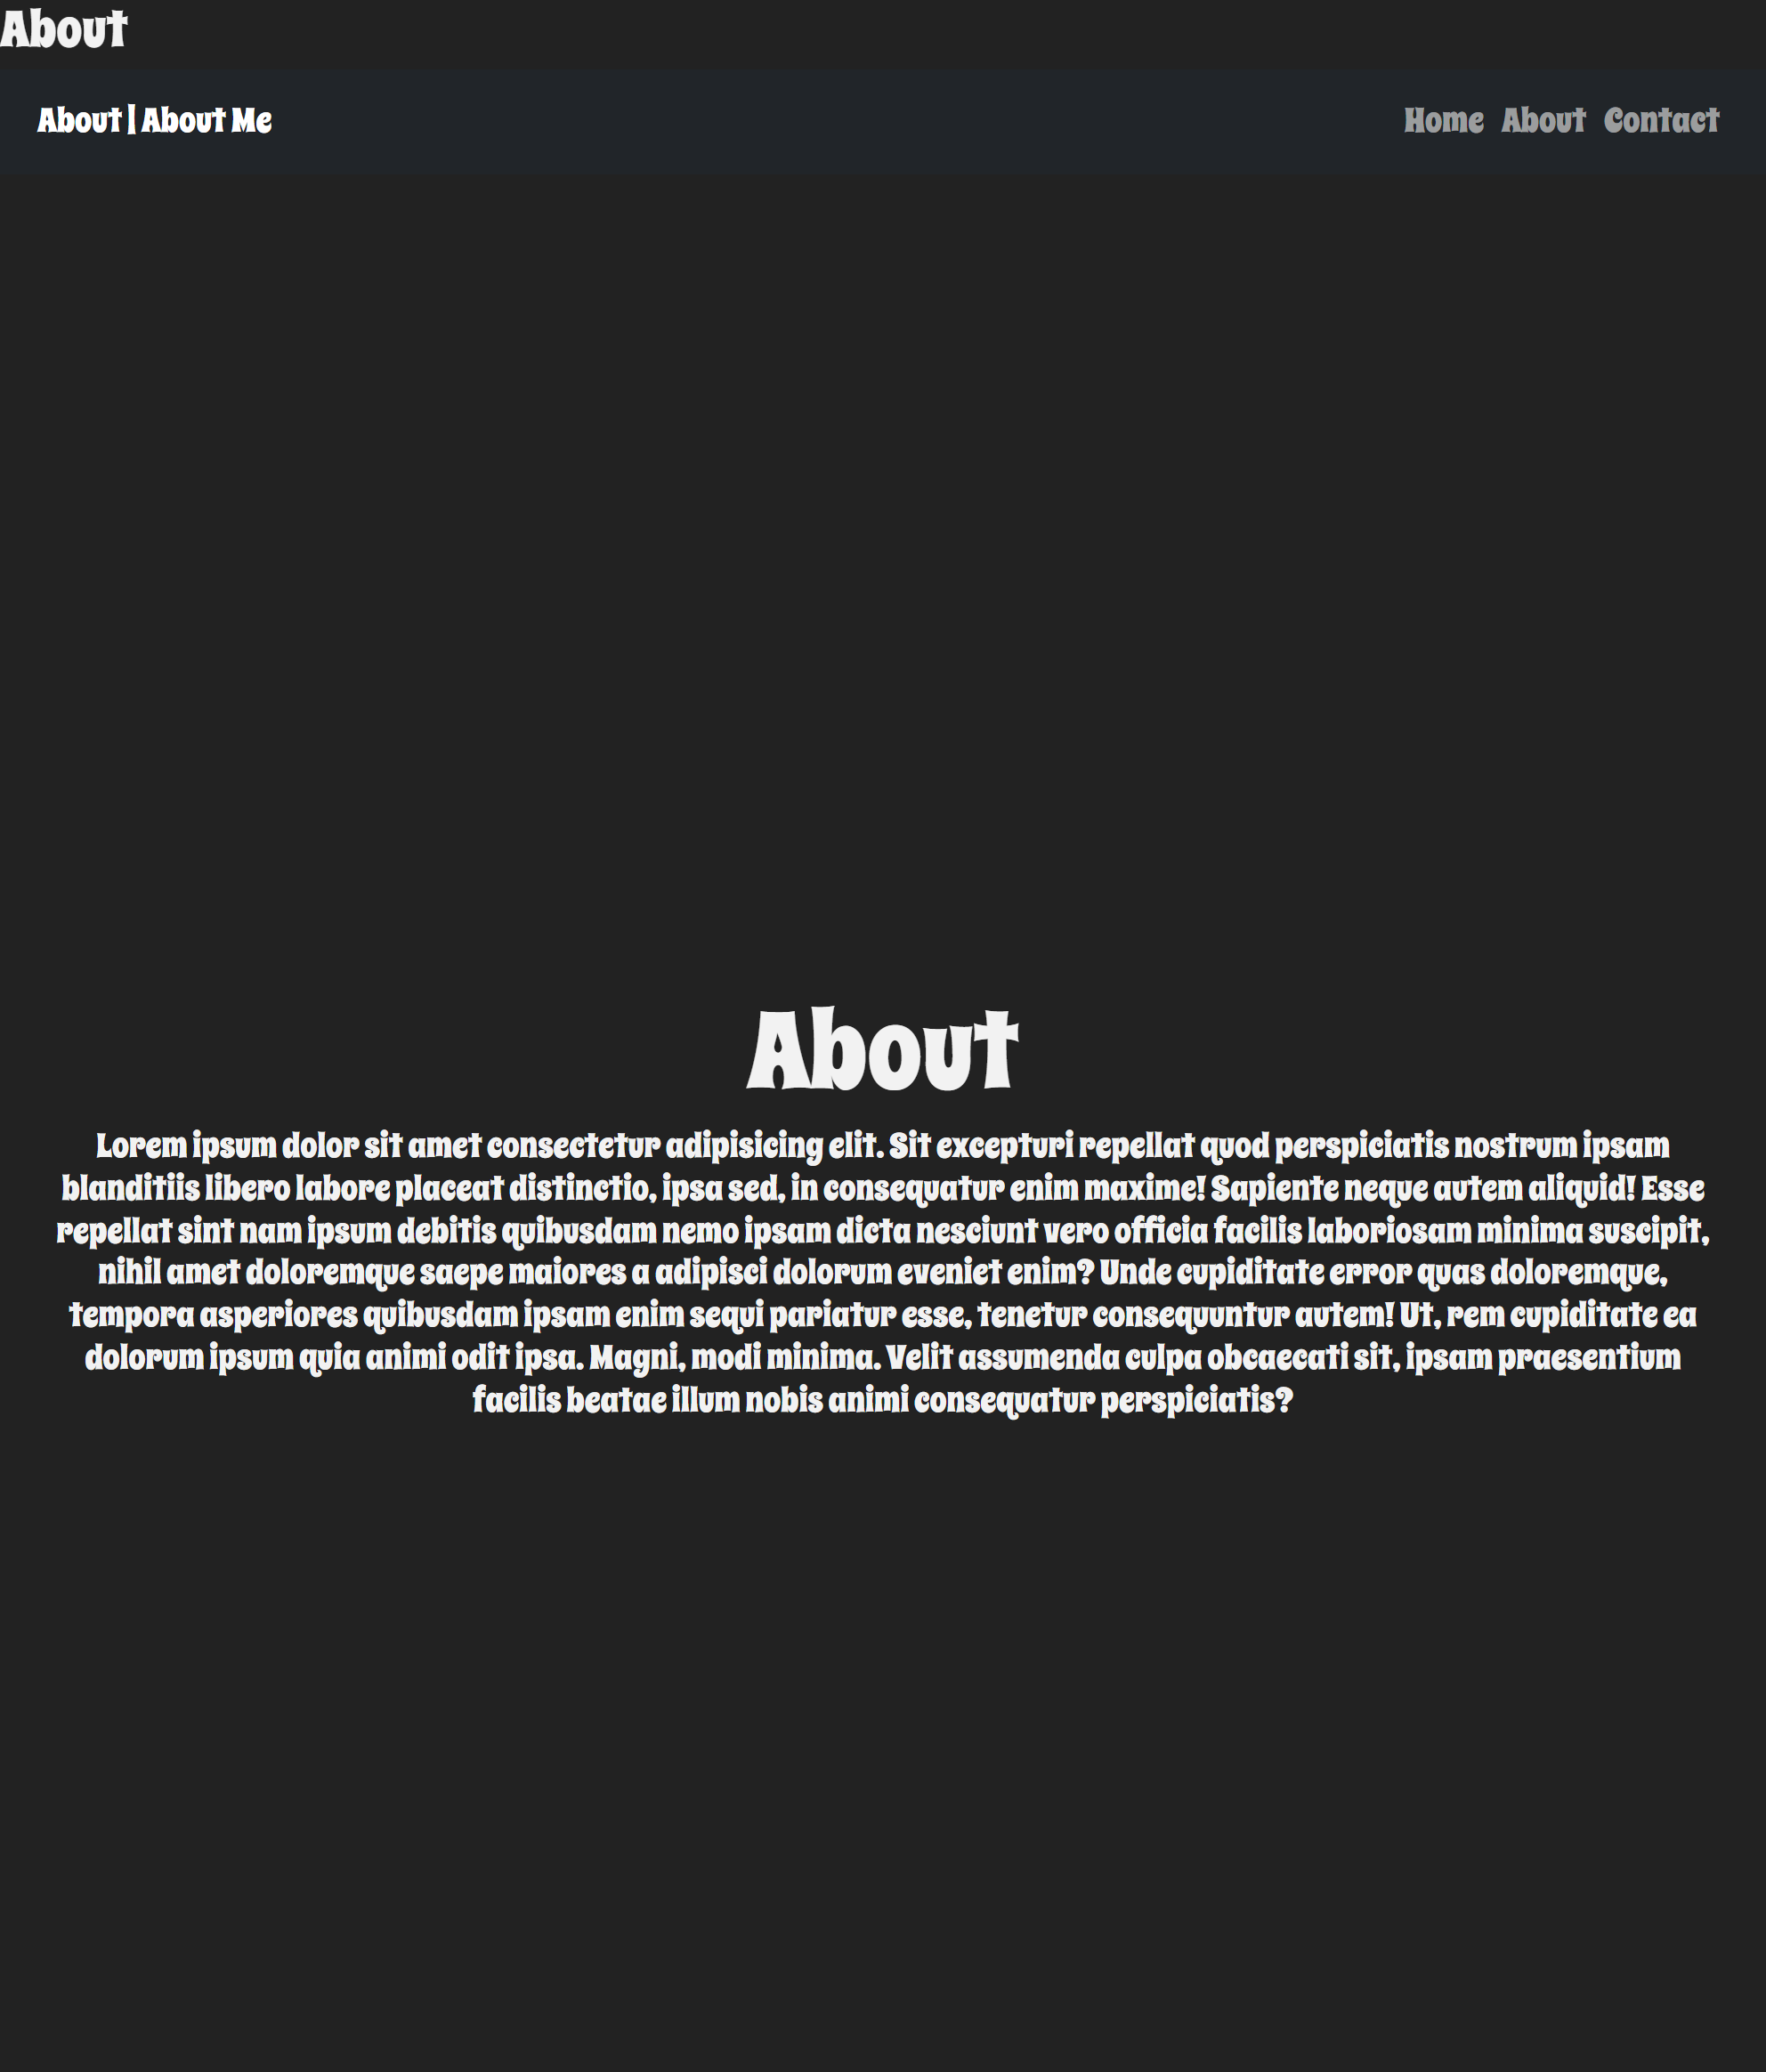 About
About | About Me
Home About Contact
About
Lorem ipsum dolor sit amet consectetur adipisicing elit. Sit excepturi repellat quod perspiciatis nostrum ipsam
blanditiis libero labore placeat distinctio, ipsa sed, in consequatur enim maxime! Sapiente neque autem aliquid! Esse
repellat sint nam ipsum debitis quibusdam nemo ipsam dicta nesciunt vero officia facilis laboriosam minima suscipit,
nihil amet doloremque saepe maiores a adipisci dolorum eveniet enim? Unde cupiditate error quas doloremque,
tempora asperiores quibusdam ipsam enim sequi pariatur esse, tenetur consequuntur autem! Ut, rem cupiditate ea
dolorum ipsum quia animi odit ipsa. Magni, modi minima. Velit assumenda culpa obcaecati sit, ipsam praesentium
facilis beatae illum nobis animi consequatur perspiciatis?